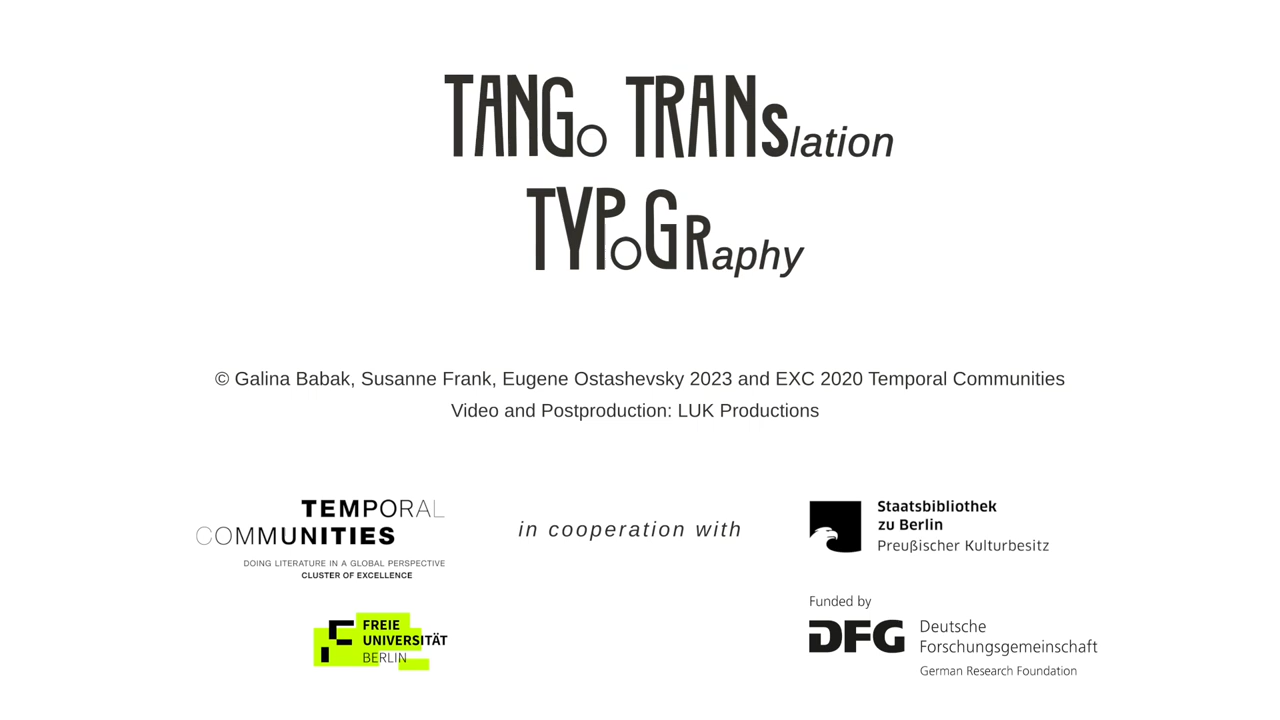 TANGo TRANslation
TYPoGRaphy
© Galina Babak, Susanne Frank, Eugene Ostashevsky 2023 and EXC 2020 Temporal Communities
Video and Postproduction: LUK Productions
TEMPORAL
COMMUNITIES
DOING LITERATURE IN A GLOBAL PERSPECTIVE
CLUSTER OF EXCELLENCE
in cooperation with
Staatsbibliothek
zu Berlin
Preußischer Kulturbesitz
FREIE
UNIVERSITÄT
BERLIN
Funded by
DFG
Deutsche
Forschungsgemeinschaft
German Research Foundation